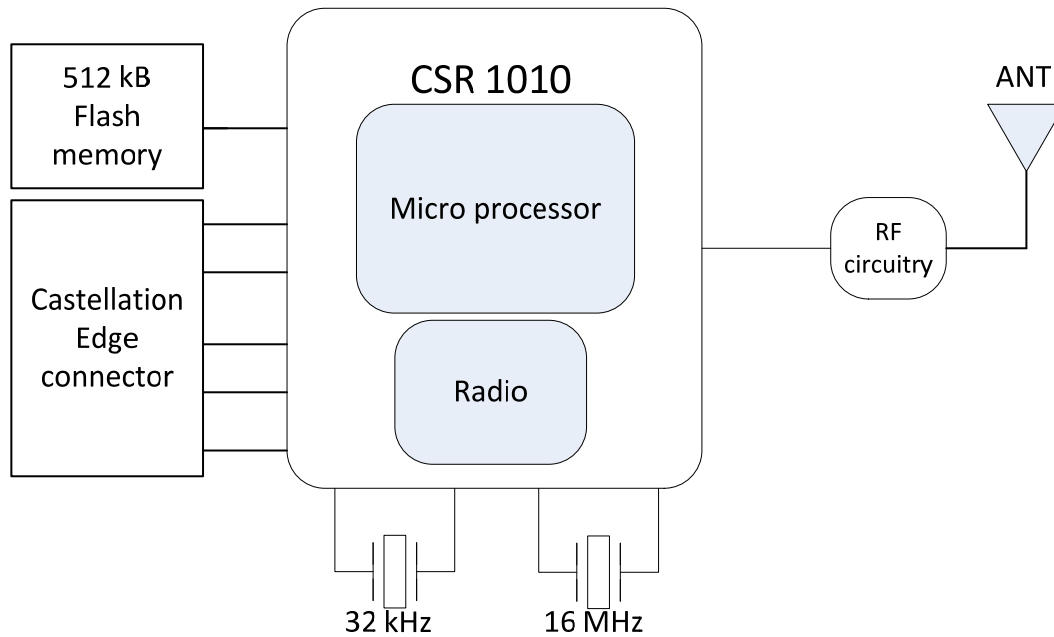 512 kB
Flash
memory
CSR 1010
ANT
Micro processor
Castellation
Edge
connector
RF
circuitry
Radio
32 kHz
16 MHz